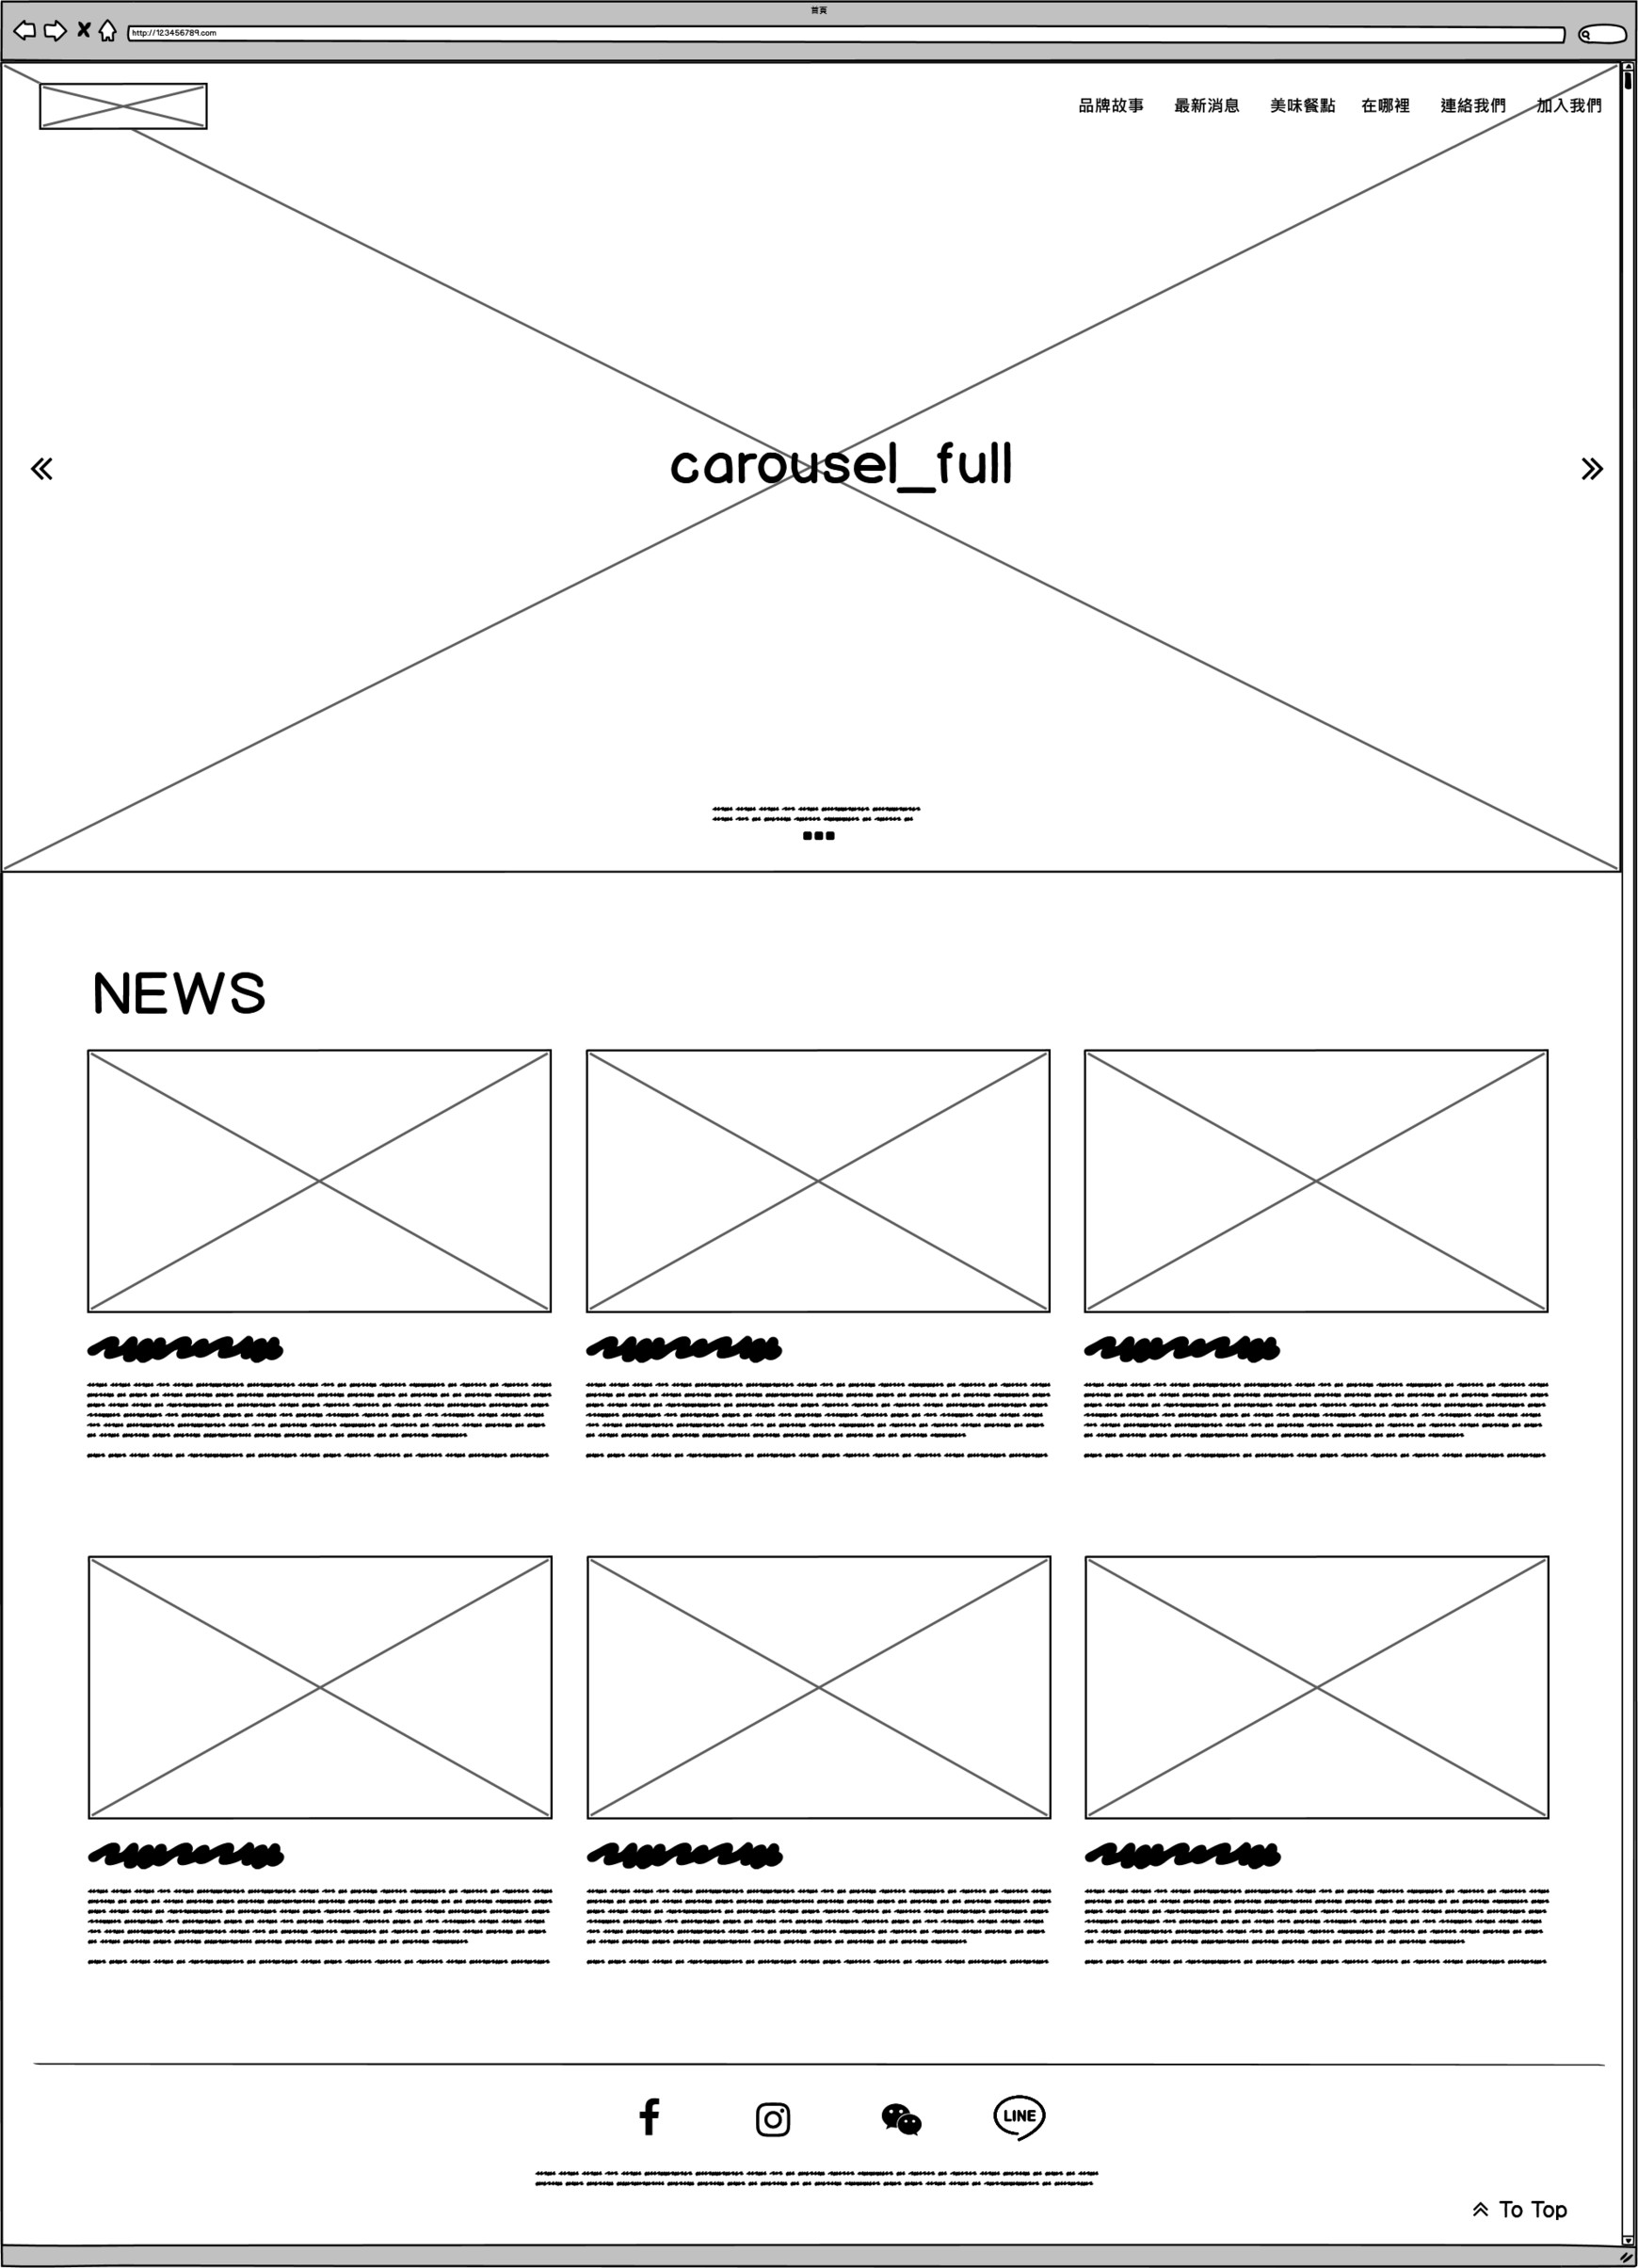 首頁
http://123456789.com
品牌故事 最新消息 美味餐點 在哪裡 連絡我們 加入我們
carousel_full
NEWS
LINE
To Top